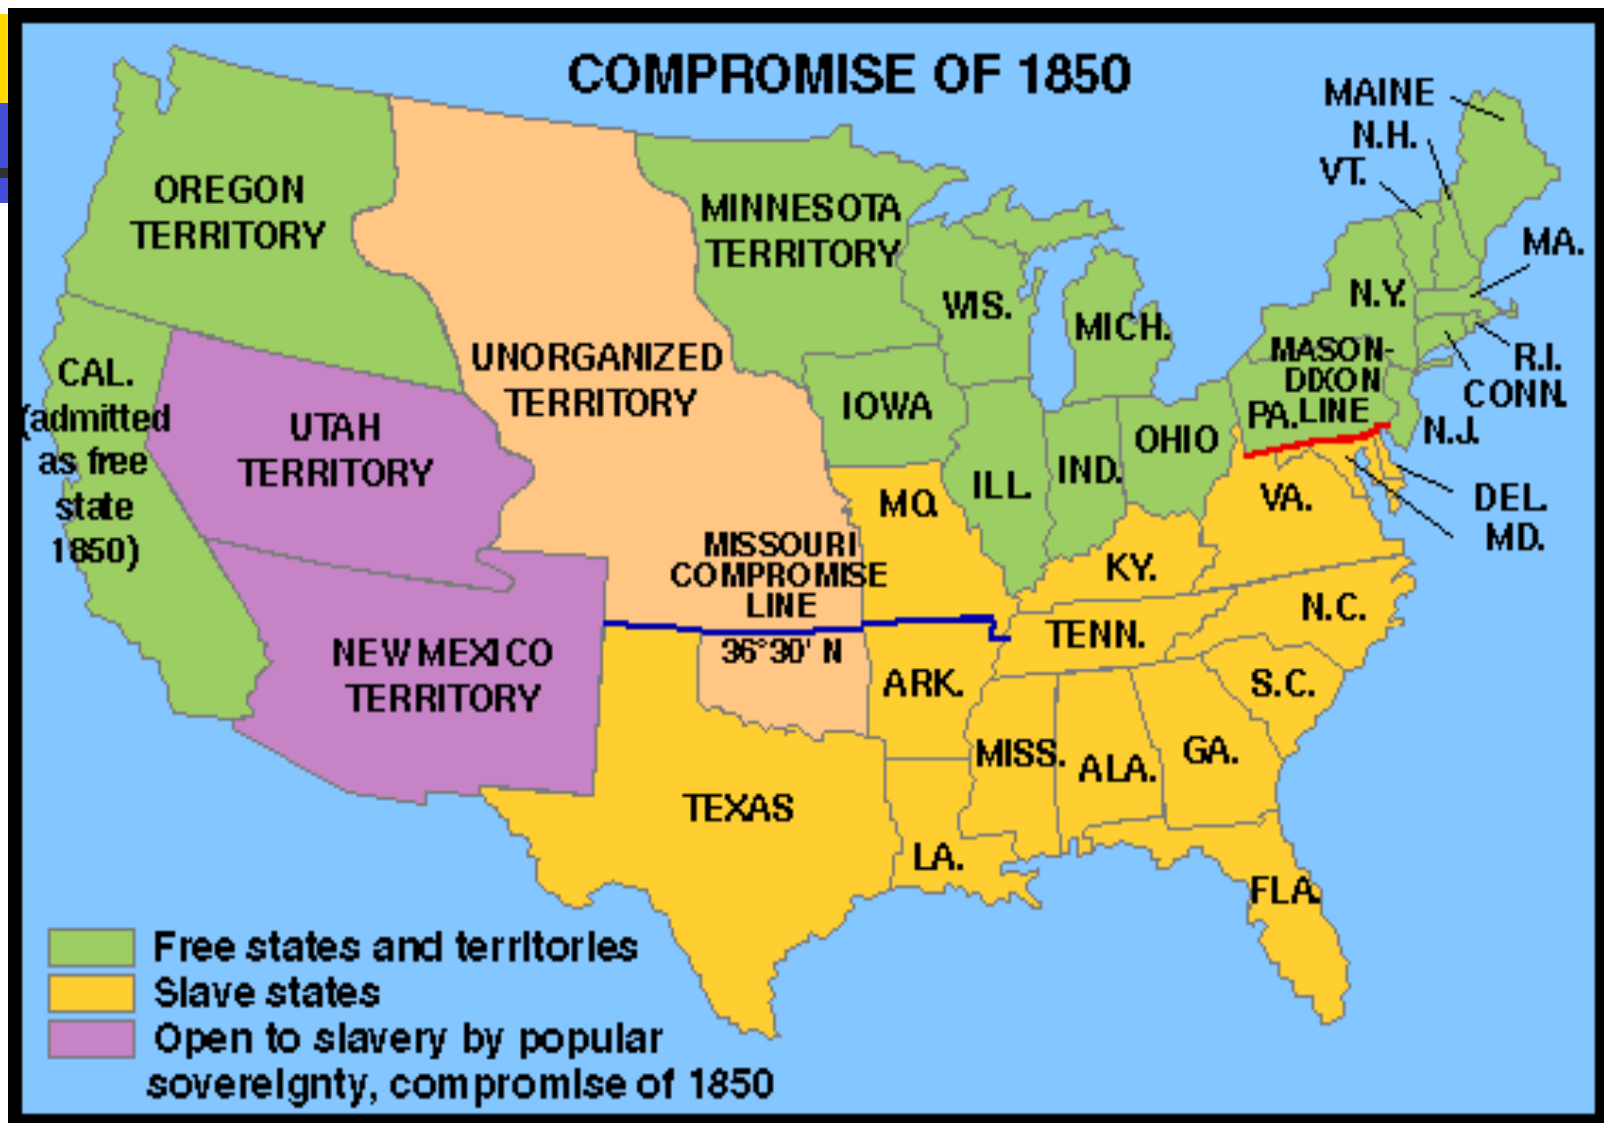 COMPROMISE OF 1850
MAINE
N.H.
VT.
MA.
OREGON
TERRITORY
MINNESOTA
TERRITORY
N.Y.
WIS.
MICH.
MASON-
DIXON
LINE
PA.
R.I.
CONN.
N.J.
UNORGANIZED
TERRITORY
CAL.
(admitted
as free
state
1850)
UTAH
TERRITORY
IOWA
OHIO
IND.
ILL.
MO.
VA.
DEL.
MD.
MISSOURI
COMPROMISE
LINE
36°30' N
KY.
N.C.
TENN.
NEW MEXICO
TERRITORY
ARK.
S.C.
MISS.
ALA.
GA.
TEXAS
LA.
FLA.
Free states and territories
Slave states
Open to slavery by popular
sovereignty, compromise of 1850